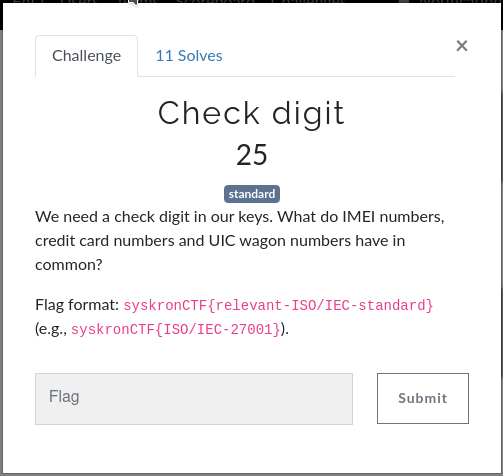 Challenge
11 Solves
×
Check digit
25
standard
We need a check digit in our keys. What do IMEI numbers,
credit card numbers and UIC wagon numbers have in
common?
Flag format: syskronCTF{relevant-ISO/IEC-standard}
(e.g., syskronCTF{ISO/IEC-27001}).
Flag
Submit